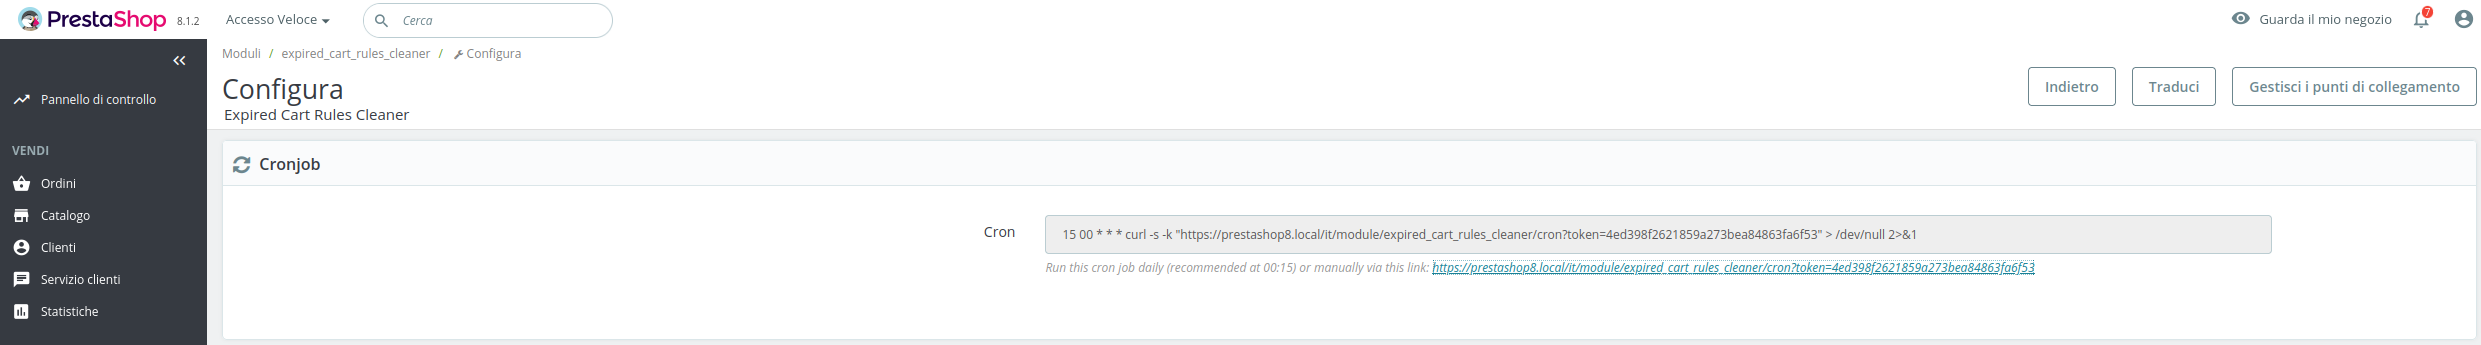 PrestaShop 8.1.2 Accesso Veloce Cerca Guarda il mio negozio 7
Moduli / expired_cart_rules_cleaner / Configura
Configura
Expired Cart Rules Cleaner
Indietro Traduci Gestisci i punti di collegamento
Pannello di controllo
VENDI
Ordini
Catalogo
Clienti
Servizio clienti
Statistiche
Cronjob
Cron 15 00 * * * curl -s -k "https://prestashop8.local/it/module/expired_cart_rules_cleaner/cron?token=4ed398f2621859a273bea84863fa6f53" > /dev/null 2>&1
Run this cron job daily (recommended at 00:15) or manually via this link: https://prestashop8.local/it/module/expired_cart_rules_cleaner/cron?token=4ed398f2621859a273bea84863fa6f53